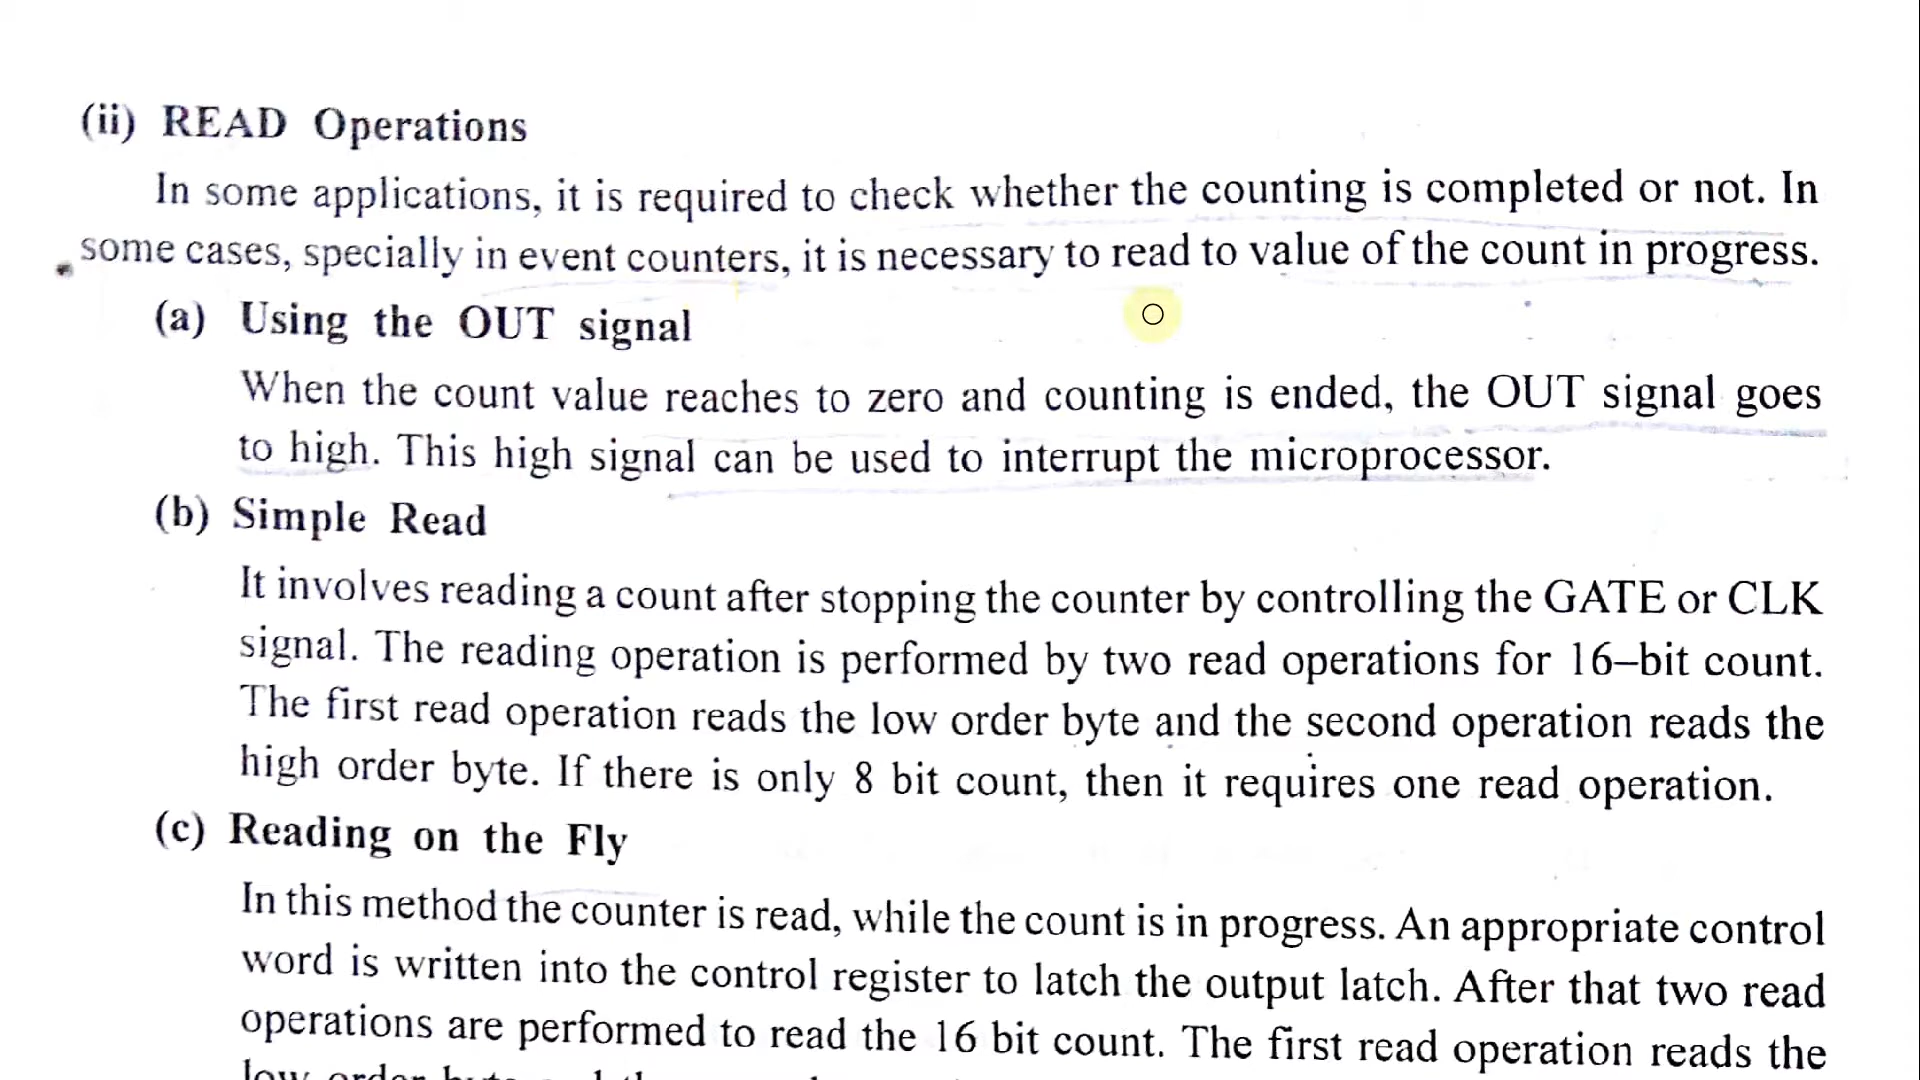 (ii) READ Operations
In some applications, it is required to check whether the counting is completed or not. In
some cases, specially in event counters, it is necessary to read to value of the count in progress.
(a) Using the OUT signal
When the count value reaches to zero and counting is ended, the OUT signal goes
to high. This high signal can be used to interrupt the microprocessor.
(b) Simple Read
It involves reading a count after stopping the counter by controlling the GATE or CLK
signal. The reading operation is performed by two read operations for 16–bit count.
The first read operation reads the low order byte and the second operation reads the
high order byte. If there is only 8 bit count, then it requires one read operation.
(c) Reading on the Fly
In this method the counter is read, while the count is in progress. An appropriate control
word is written into the control register to latch the output latch. After that two read
operations are performed to read the 16 bit count. The first read operation reads the
low order byte and the